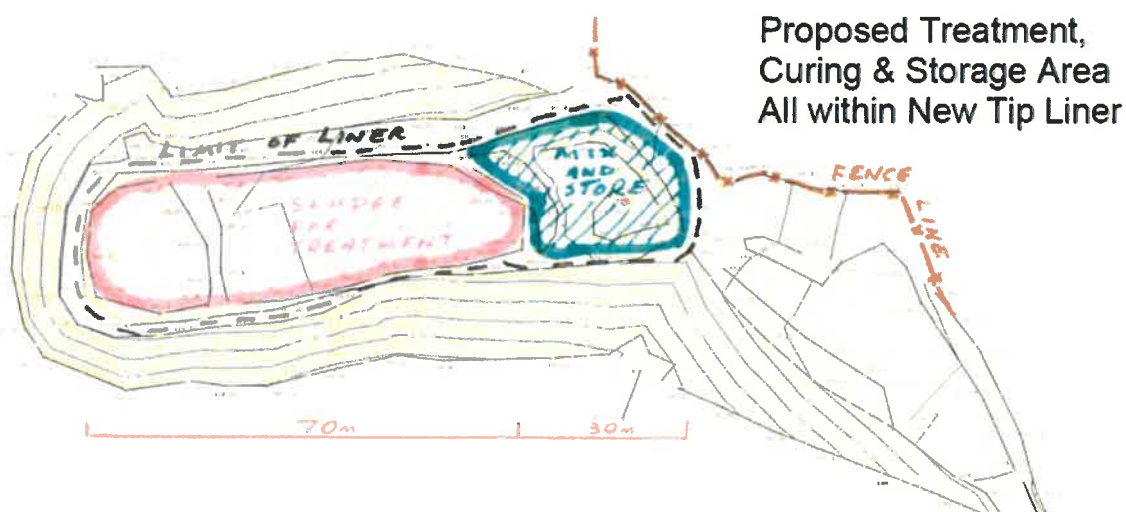 Proposed Treatment,
Curing & Storage Area
All within New Tip Liner
LIMIT OF LINER
MIX
AND
STORE
FENCE
LINE
SLUDGE
FOR
TREATMENT
70m
30m